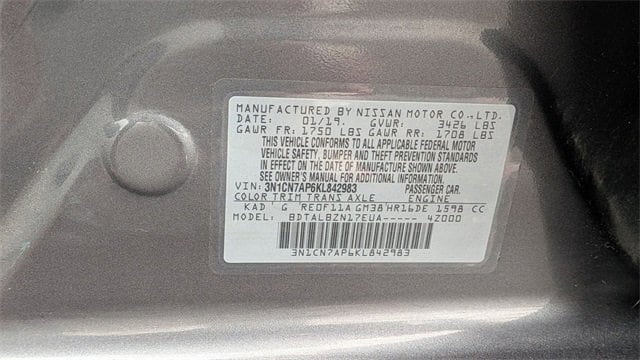 MANUFACTURED BY NISSAN MOTOR CO.,LTD.
DATE: 01/19. GVWR: 3426 LBS
GAWR FR: 1750 LBS GAWR RR: 1708 LBS
THIS VEHICLE CONFORMS TO ALL APPLICABLE FEDERAL MOTOR
VEHICLE SAFETY, BUMPER AND THEFT PREVENTION STANDARDS
IN EFFECT ON THE DATE OF MANUFACTURE SHOWN ABOVE.
SEE OWNER'S MANUAL FOR ADDITIONAL INFORMATION.
VIN: 3N1CN7AP6KL842983 PASSENGER CAR.
COLOR TRIM TRANS AXLE ENGINE
KAD G RE0F11A GM38 HR16DE 1598 CC
MODEL: BDTALBZN17EUA----- 4Z000
3N1CN7AP6KL842983